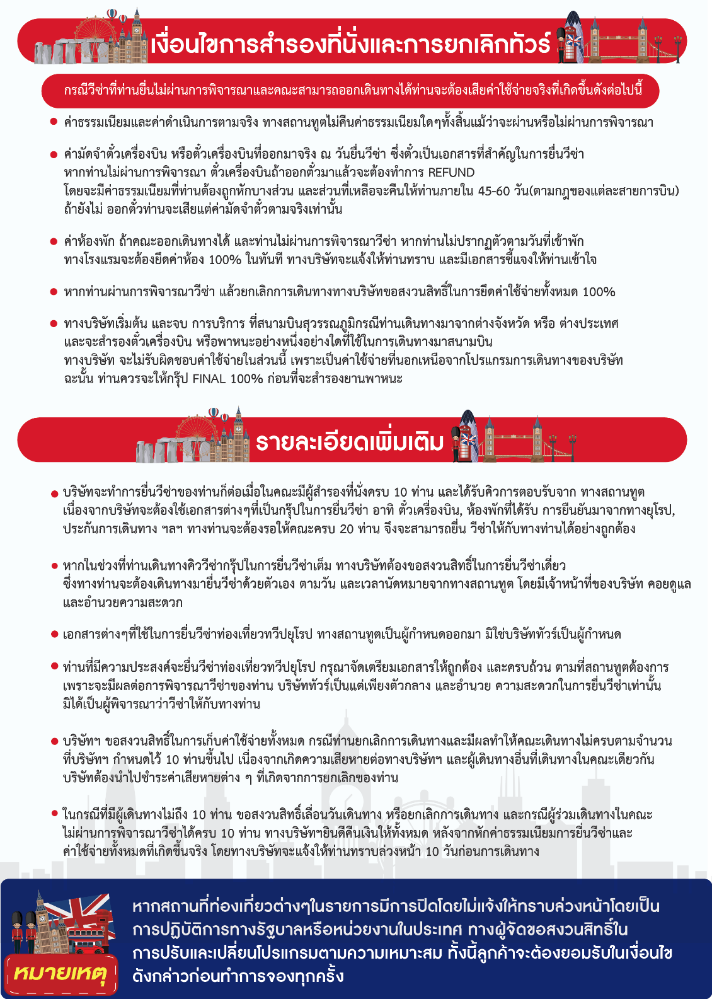 เงื่อนไขการสำรองที่นั่งและการยกเลิกทัวร์
กรณีวีซ่าที่ท่านยื่นไม่ผ่านการพิจารณาและคณะสามารถออกเดินทางได้ท่านจะต้องเสียค่าใช้จ่ายจริงที่เกิดขึ้นดังต่อไปนี้
ค่าธรรมเนียมและค่าดำเนินการตามจริง ทางสถานทูตไม่คืนค่าธรรมเนียมใดๆทั้งสิ้นแม้ว่าจะผ่านหรือไม่ผ่านการพิจารณา
ค่ามัดจำตั๋วเครื่องบิน หรือตั๋วเครื่องบินที่ออกมาจริง ณ วันยื่นวีซ่า ซึ่งตั๋วเป็นเอกสารที่สำคัญในการยื่นวีซ่า
หากท่านไม่ผ่านการพิจารณา ตั๋วเครื่องบินถ้าออกตั๋วมาแล้วจะต้องทำการ REFUND
โดยจะมีค่าธรรมเนียมที่ท่านต้องถูกหักบางส่วน และส่วนที่เหลือจะคืนให้ท่านภายใน 45-60 วัน(ตามกฎของแต่ละสายการบิน)
ถ้ายังไม่ ออกตั๋วท่านจะเสียแต่ค่ามัดจำตั๋วตามจริงเท่านั้น
ค่าห้องพัก ถ้าคณะออกเดินทางได้ และท่านไม่ผ่านการพิจารณาวีซ่า หากท่านไม่ปรากฏตัวตามวันที่เข้าพัก
ทางโรงแรมจะต้องยึดค่าห้อง 100% ในทันที ทางบริษัทจะแจ้งให้ท่านทราบ และมีเอกสารชี้แจงให้ท่านเข้าใจ
หากท่านผ่านการพิจารณาวีซ่า แล้วยกเลิกการเดินทางทางบริษัทขอสงวนสิทธิ์ในการยึดค่าใช้จ่ายทั้งหมด 100%
ทางบริษัทเริ่มต้น และจบ การบริการ ที่สนามบินสุวรรณภูมิกรณีท่านเดินทางมาจากต่างจังหวัด หรือ ต่างประเทศ
และจะสำรองตั๋วเครื่องบิน หรือพาหนะอย่างหนึ่งอย่างใดที่ใช้ในการเดินทางมาสนามบิน
ทางบริษัท จะไม่รับผิดชอบค่าใช้จ่ายในส่วนนี้ เพราะเป็นค่าใช้จ่ายที่นอกเหนือจากโปรแกรมการเดินทางของบริษัท
ฉะนั้น ท่านควรจะให้กรุ๊ป FINAL 100% ก่อนที่จะสำรองยานพาหนะ
รายละเอียดเพิ่มเติม
บริษัทจะทำการยื่นวีซ่าของท่านก็ต่อเมื่อในคณะมีผู้สำรองที่นั่งครบ 10 ท่าน และได้รับคิวการตอบรับจาก ทางสถานทูต
เนื่องจากบริษัทจะต้องใช้เอกสารต่างๆที่เป็นกรุ๊ปในการยื่นวีซ่า อาทิ ตั๋วเครื่องบิน, ห้องพักที่ได้รับ การยืนยันมาจากทางยุโรป,
ประกันการเดินทาง ฯลฯ ทางท่านจะต้องรอให้คณะครบ 20 ท่าน จึงจะสามารถยื่น วีซ่าให้กับทางท่านได้อย่างถูกต้อง
หากในช่วงที่ท่านเดินทางคิววีซ่ากรุ๊ปในการยื่นวีซ่าเต็ม ทางบริษัทต้องขอสงวนสิทธิ์ในการยื่นวีซ่าเดี่ยว
ซึ่งทางท่านจะต้องเดินทางมายื่นวีซ่าด้วยตัวเอง ตามวัน และเวลานัดหมายจากทางสถานทูต โดยมีเจ้าหน้าที่ของบริษัท คอยดูแล
และอำนวยความสะดวก
เอกสารต่างๆที่ใช้ในการยื่นวีซ่าท่องเที่ยวทวีปยุโรป ทางสถานทูตเป็นผู้กำหนดออกมา มิใช่บริษัททัวร์เป็นผู้กำหนด
ท่านที่มีความประสงค์จะยื่นวีซ่าท่องเที่ยวทวีปยุโรป กรุณาจัดเตรียมเอกสารให้ถูกต้อง และครบถ้วน ตามที่สถานทูตต้องการ
เพราะจะมีผลต่อการพิจารณาวีซ่าของท่าน บริษัททัวร์เป็นแต่เพียงตัวกลาง และอำนวย ความสะดวกในการยื่นวีซ่าเท่านั้น
มิได้เป็นผู้พิจารณาว่าวีซ่าให้กับทางท่าน
บริษัทฯ ขอสงวนสิทธิ์ในการเก็บค่าใช้จ่ายทั้งหมด กรณีท่านยกเลิกการเดินทางและมีผลทำให้คณะเดินทางไม่ครบตามจำนวน
ที่บริษัทฯ กำหนดไว้ 10 ท่านขึ้นไป เนื่องจากเกิดความเสียหายต่อทางบริษัทฯ และผู้เดินทางอื่นที่เดินทางในคณะเดียวกัน
บริษัทต้องนำไปชำระค่าเสียหายต่าง ๆ ที่เกิดจากการยกเลิกของท่าน
ในกรณีที่มีผู้เดินทางไม่ถึง 10 ท่าน ขอสงวนสิทธิ์เลื่อนวันเดินทาง หรือยกเลิกการเดินทาง และกรณีผู้ร่วมเดินทางในคณะ
ไม่ผ่านการพิจารณาวีซ่าได้ครบ 10 ท่าน ทางบริษัทฯยินดีคืนเงินให้ทั้งหมด หลังจากหักค่าธรรมเนียมการยื่นวีซ่าและ
ค่าใช้จ่ายทั้งหมดที่เกิดขึ้นจริง โดยทางบริษัทจะแจ้งให้ท่านทราบล่วงหน้า 10 วันก่อนการเดินทาง
หากสถานที่ท่องเที่ยวต่างๆในรายการมีการปิดโดยไม่แจ้งให้ทราบล่วงหน้าโดยเป็น
การปฏิบัติการทางรัฐบาลหรือหน่วยงานในประเทศ ทางผู้จัดขอสงวนสิทธิ์ใน
การปรับและเปลี่ยนโปรแกรมตามความเหมาะสม ทั้งนี้ลูกค้าจะต้องยอมรับในเงื่อนไข
ดังกล่าวก่อนทำการจองทุกครั้ง
หมายเหตุ